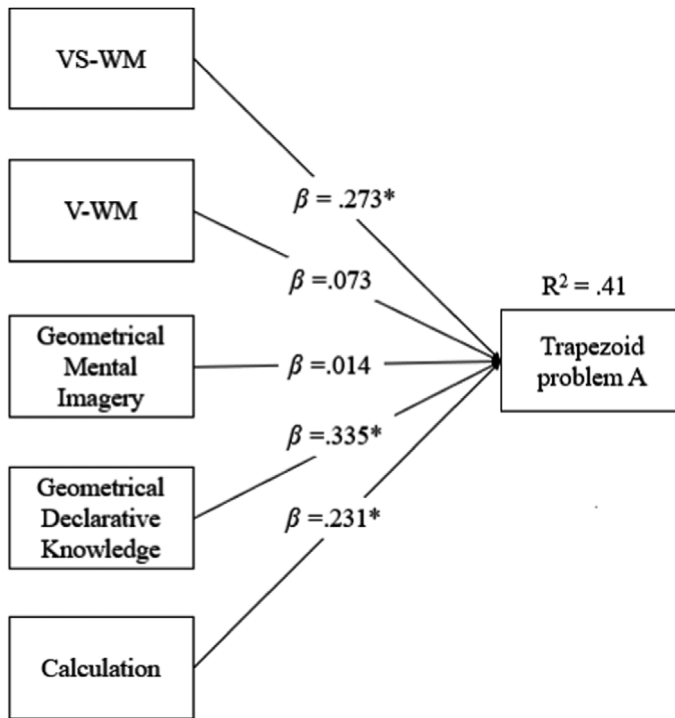 VS-WM
β = .273*
V-WM
β =.073
R² = .41
Geometrical
Mental
Imagery
β =.014
Trapezoid
problem A
β =.335*
Geometrical
Declarative
Knowledge
β =.231*
Calculation